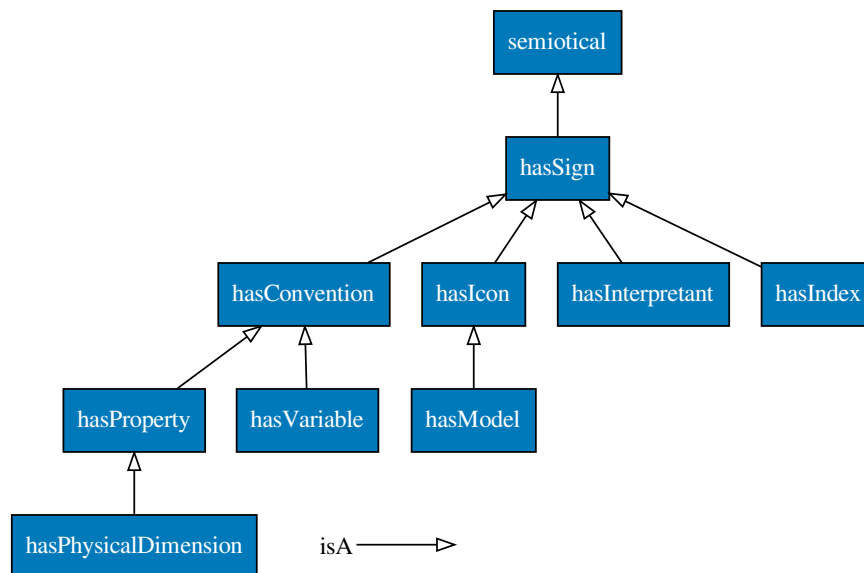 semiotical
hasSign
hasConvention
hasIcon
hasInterpretant
hasIndex
hasProperty
hasVariable
hasModel
hasPhysicalDimension
isA